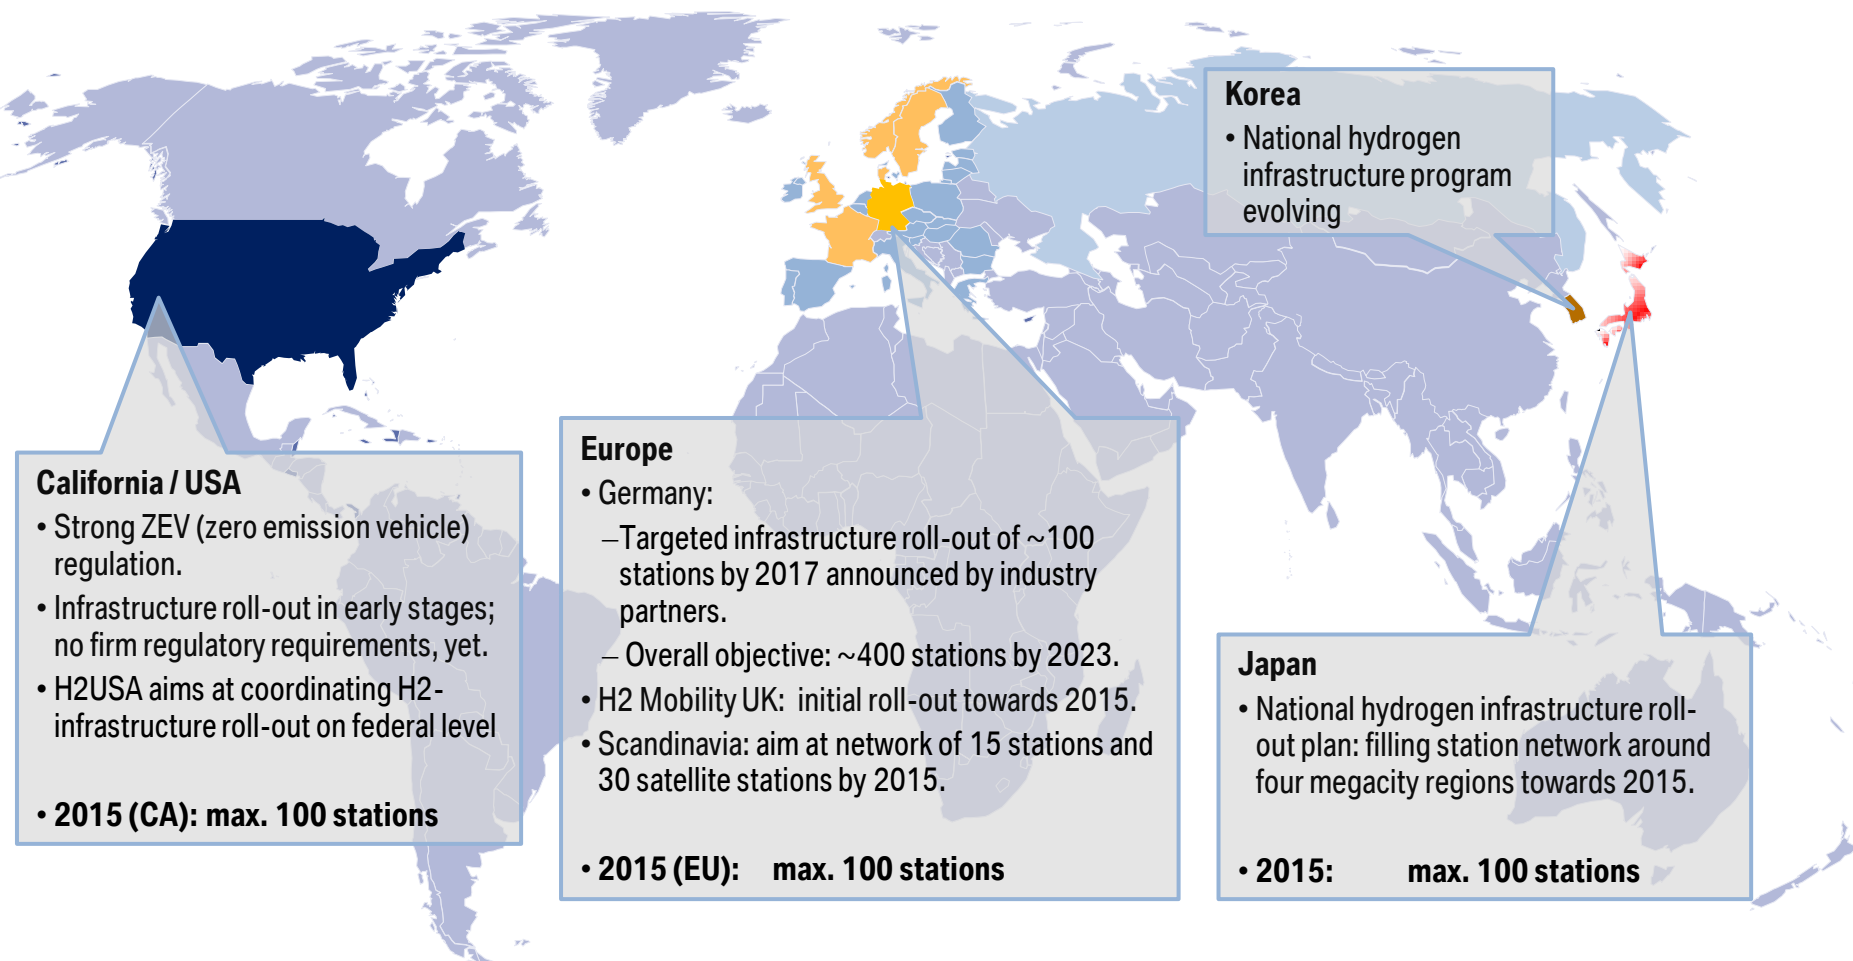 Korea
• National hydrogen
infrastructure program
evolving
California / USA
• Strong ZEV (zero emission vehicle)
regulation.
• Infrastructure roll-out in early stages;
no firm regulatory requirements, yet.
• H2USA aims at coordinating H2-
infrastructure roll-out on federal level
• 2015 (CA): max. 100 stations
Europe
• Germany:
–Targeted infrastructure roll-out of ~100
stations by 2017 announced by industry
partners.
– Overall objective: ~400 stations by 2023.
• H2 Mobility UK: initial roll-out towards 2015.
• Scandinavia: aim at network of 15 stations and
30 satellite stations by 2015.
• 2015 (EU): max. 100 stations
Japan
• National hydrogen infrastructure roll-
out plan: filling station network around
four megacity regions towards 2015.
• 2015: max. 100 stations